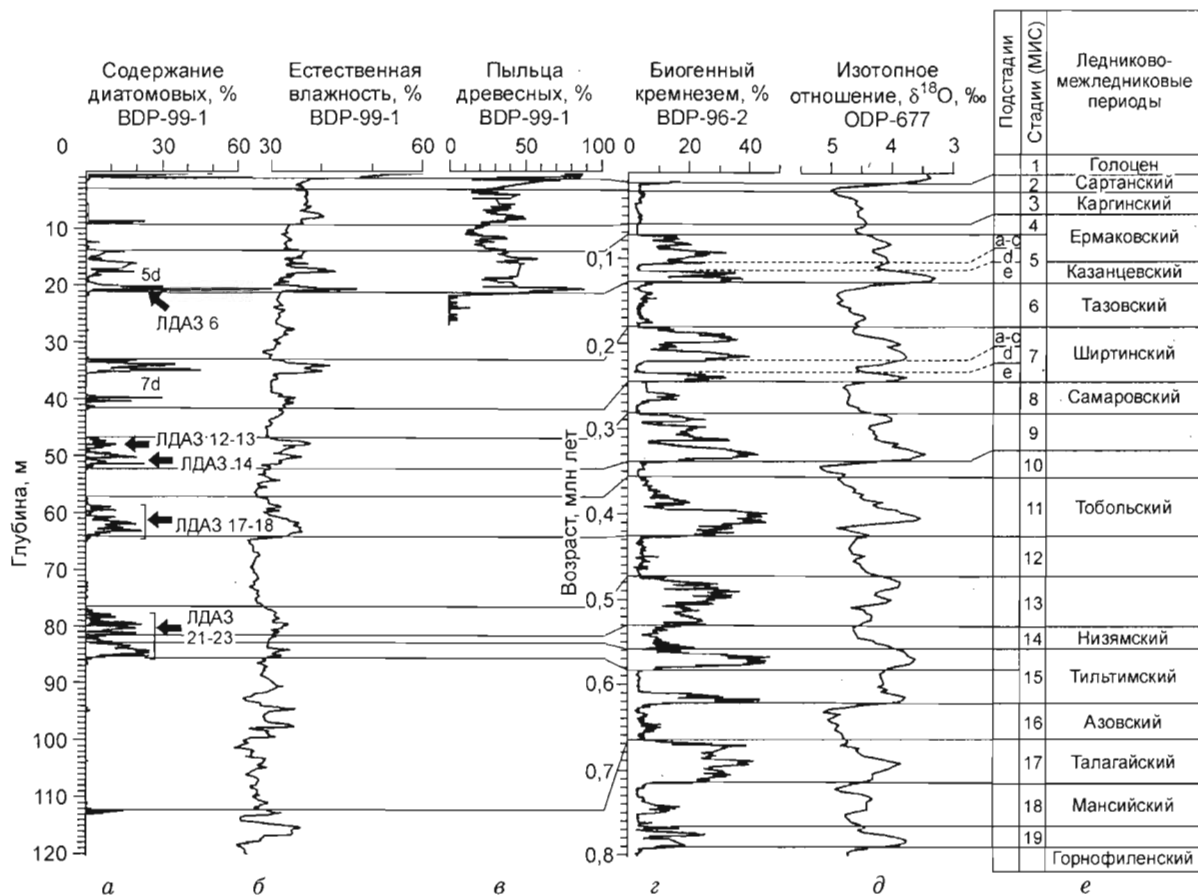 Содержание
диатомовых, %
BDP-99-1
Естественная
влажность, %
BDP-99-1
Пыльца
древесных, %
BDP-99-1
Биогенный
кремнезем, %
BDP-96-2
Изотопное
отношение, δ¹⁸O, ‰
ODP-677
Подстадии
Стадии (МИС)
Ледниково-
межледниковые
периоды
0 30 60
30 60
0 50 100
0 20 40
5 4 3
Глубина, м
10
20
30
40
50
60
70
80
90
100
110
120
5d
ЛДАЗ 6
7d
ЛДАЗ 12-13
ЛДАЗ 14
ЛДАЗ 17-18
ЛДАЗ
21-23
Возраст, млн лет
0,1
0,2
0,3
0,4
0,5
0,6
0,7
0,8
1 Голоцен
2 Сартанский
3 Каргинский
4
Ермаковский
a-c
d 5
e Казанцевский
6 Тазовский
a-c
d 7 Ширтинский
e
8 Самаровский
9
10
11 Тобольский
12
13
14 Низямский
15 Тильтимский
16 Азовский
17 Талагайский
18 Мансийский
19
Горнофиленский
а б в г д е